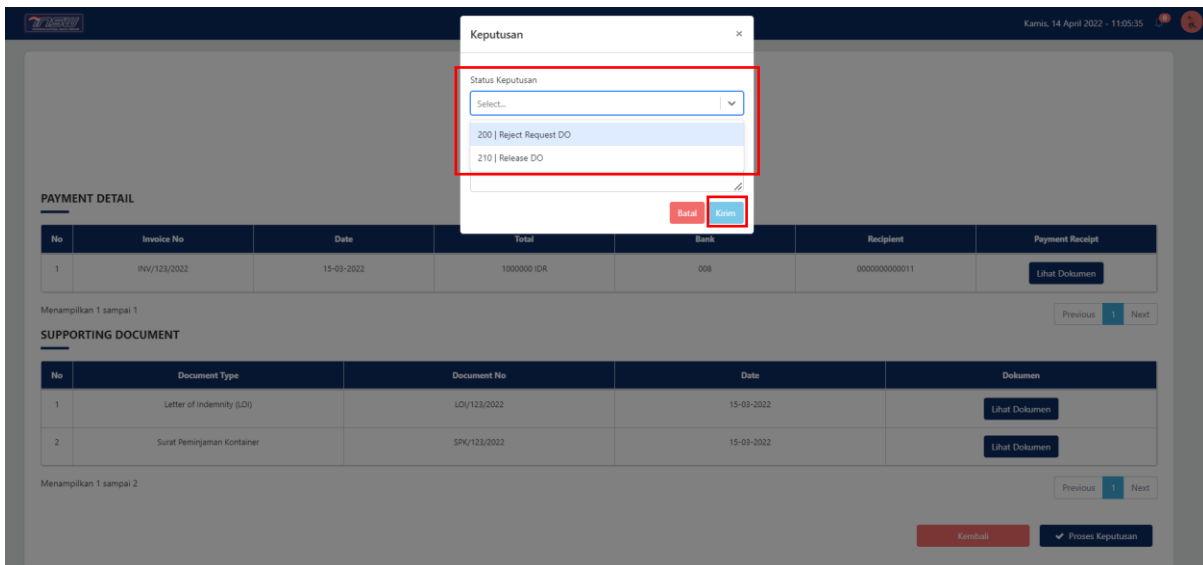 Kamis, 14 April 2022 - 11:05:35
Keputusan ×
Status Keputusan
Select...
200 | Reject Request DO
210 | Release DO
Batal Kirim
PAYMENT DETAIL
No Invoice No Date Total Bank Recipient Payment Receipt
1 INV/123/2022 15-03-2022 1000000 IDR 008 0000000000011 Lihat Dokumen
Menampilkan 1 sampai 1 Previous 1 Next
SUPPORTING DOCUMENT
No Document Type Document No Date Dokumen
1 Letter of Indemnity (LOI) LOI/123/2022 15-03-2022 Lihat Dokumen
2 Surat Peminjaman Kontainer SPK/123/2022 15-03-2022 Lihat Dokumen
Menampilkan 1 sampai 2 Previous 1 Next
Kembali Proses Keputusan